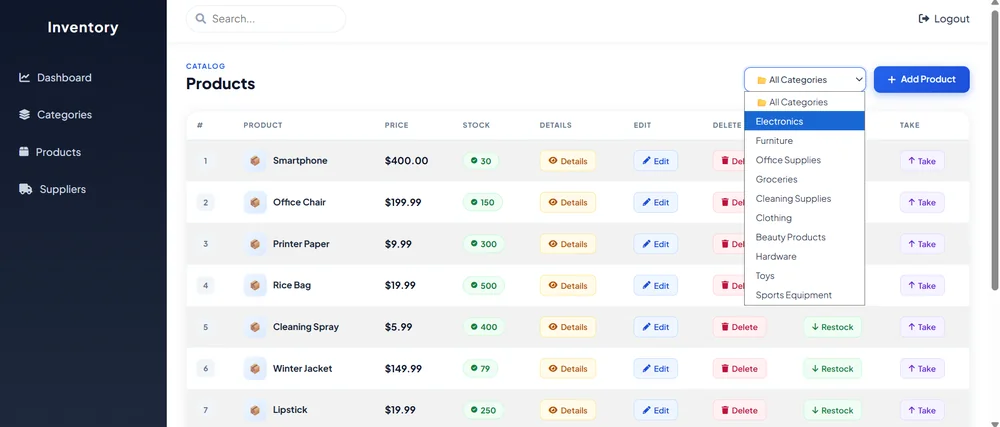 Inventory
Search...
Logout
Dashboard
Categories
Products
Suppliers
CATALOG
Products
All Categories
+ Add Product
All Categories
Electronics
Furniture
Office Supplies
Groceries
Cleaning Supplies
Clothing
Beauty Products
Hardware
Toys
Sports Equipment
# PRODUCT PRICE STOCK DETAILS EDIT DELETE TAKE
1 Smartphone $400.00 30 Details Edit Del Take
2 Office Chair $199.99 150 Details Edit Del Take
3 Printer Paper $9.99 300 Details Edit Del Take
4 Rice Bag $19.99 500 Details Edit Del Take
5 Cleaning Spray $5.99 400 Details Edit Delete Restock Take
6 Winter Jacket $149.99 79 Details Edit Delete Restock Take
7 Lipstick $19.99 250 Details Edit Delete Restock Take